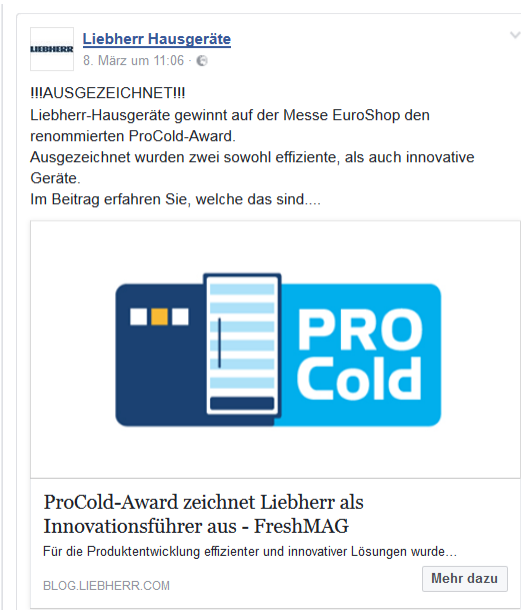 LIEBHERR
Liebherr Hausgeräte
8. März um 11:06 ·
!!!AUSGEZEICHNET!!!
Liebherr-Hausgeräte gewinnt auf der Messe EuroShop den
renommierten ProCold-Award.
Ausgezeichnet wurden zwei sowohl effiziente, als auch innovative
Geräte.
Im Beitrag erfahren Sie, welche das sind....
PRO
Cold
ProCold-Award zeichnet Liebherr als
Innovationsführer aus - FreshMAG
Für die Produktentwicklung effizienter und innovativer Lösungen wurde...
BLOG.LIEBHERR.COM
Mehr dazu